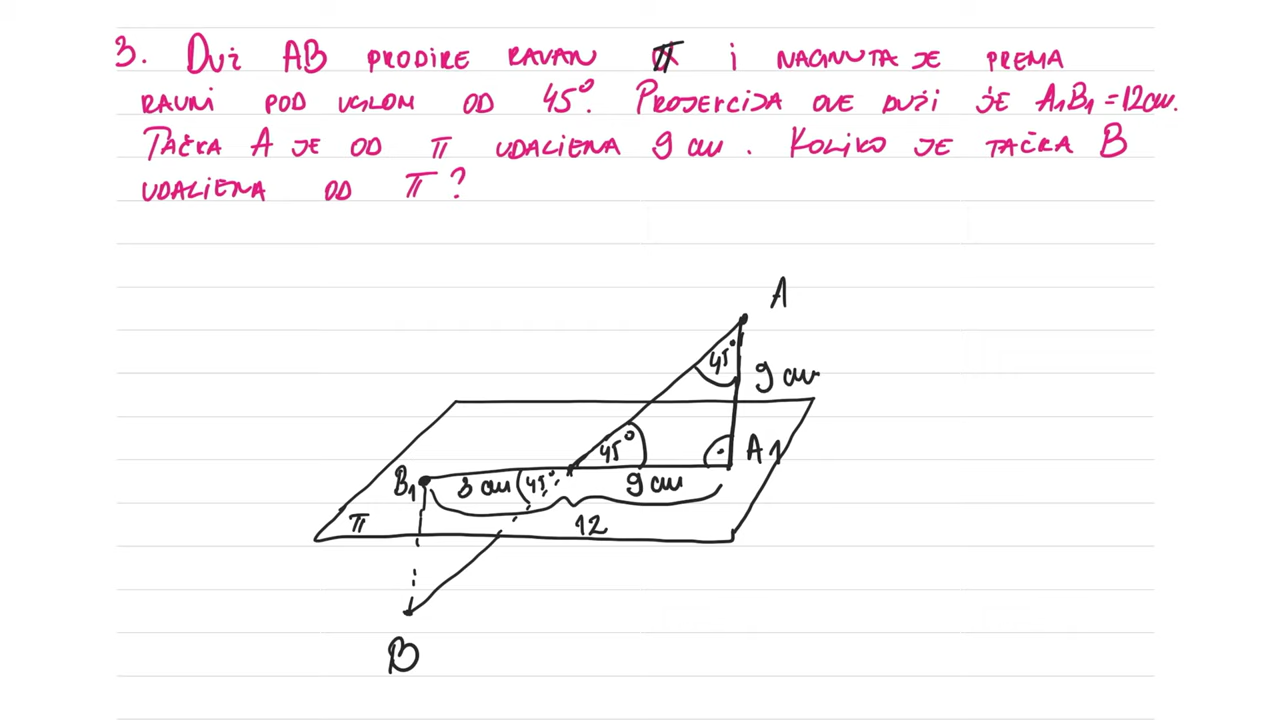 3. DUŽ AB PRODIRE RAVAN π I NAGNUTA JE PREMA
RAVNI POD UGLOM OD 45°. PROJEKCIJA OVE DUŽI JE A₁B₁ = 12 cm.
TAČKA A JE OD π UDALJENA 9 cm. KOLIKO JE TAČKA B
UDALJENA OD π?
A
45°
9 cm
45°
A₁
B₁
3 cm
45°
9 cm
π
12
B